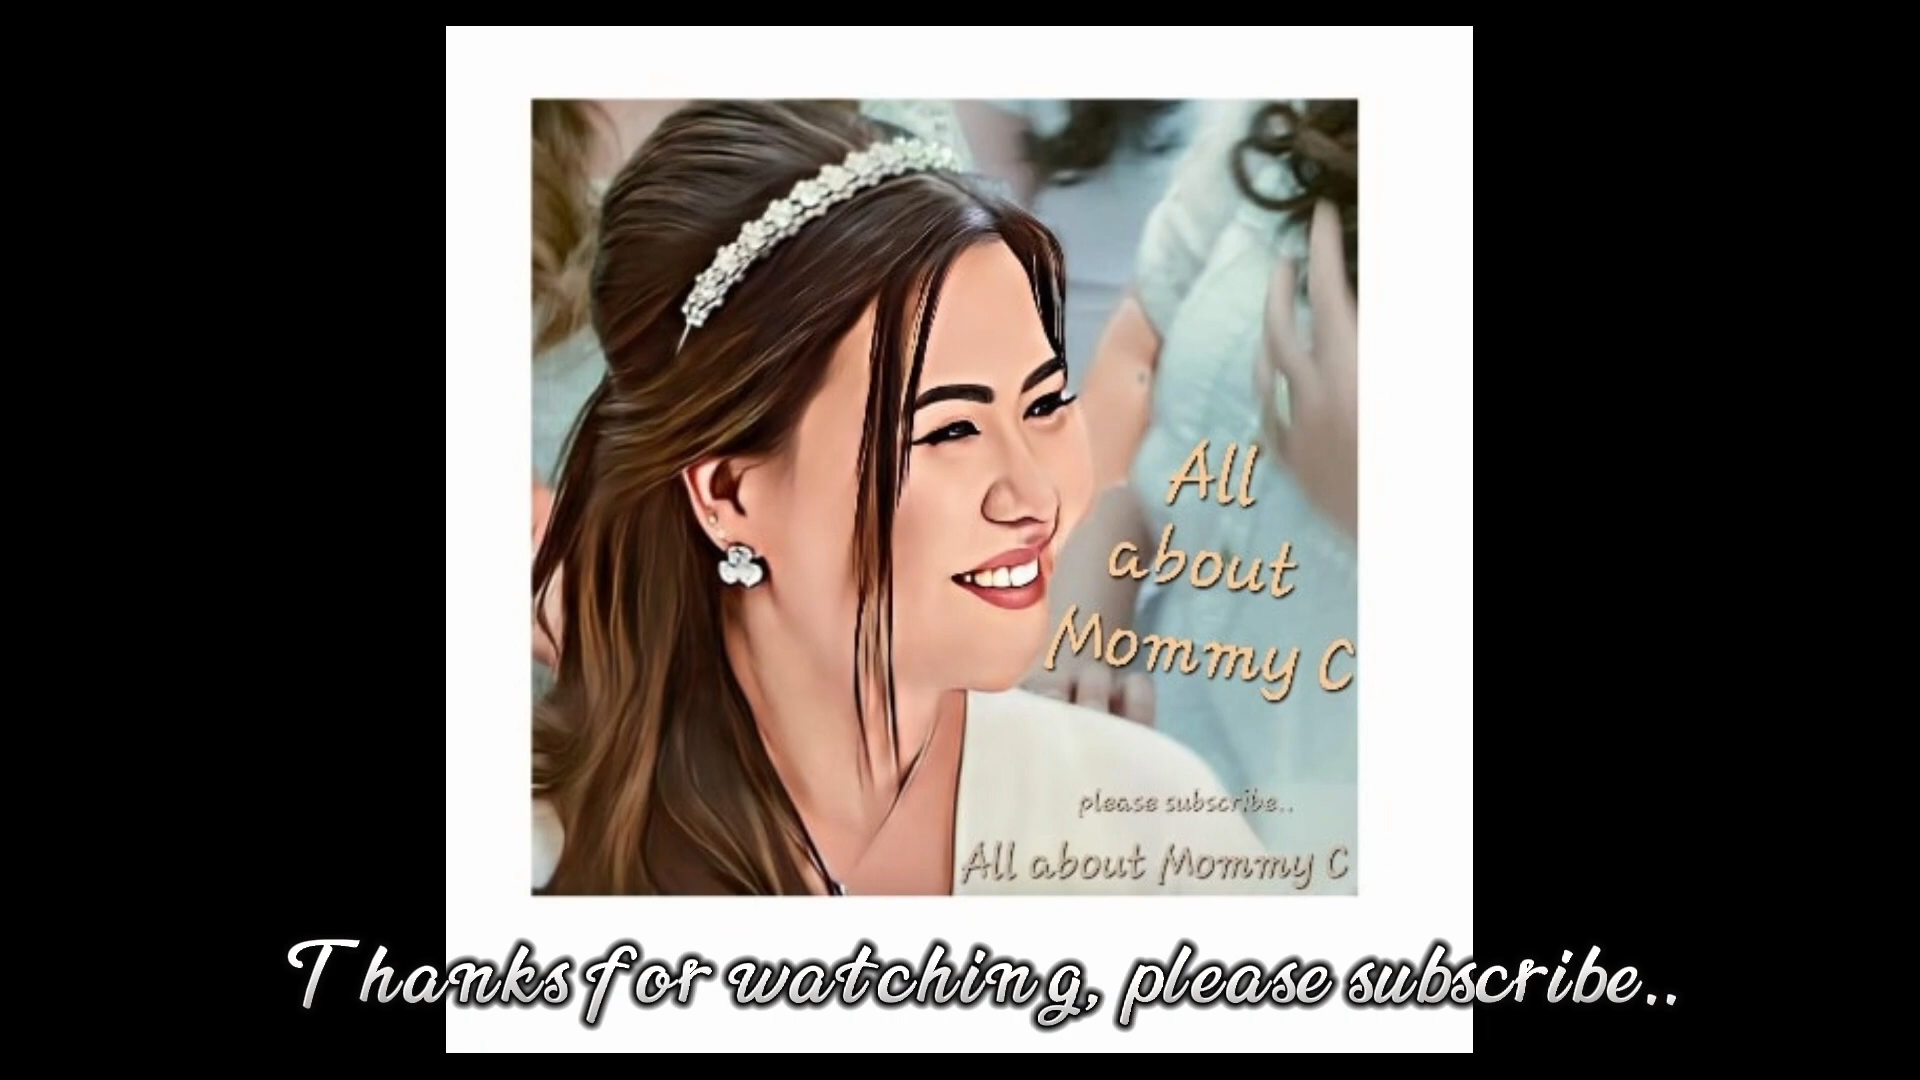 All
about
Mommy C
please subscribe..
All about Mommy C
Thanks for watching, please subscribe..